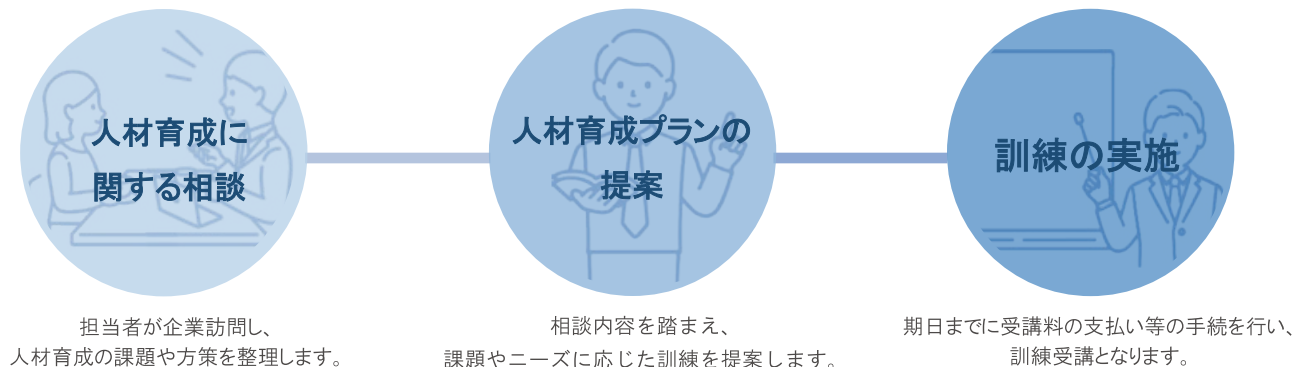 人材育成に
関する相談
担当者が企業訪問し、
人材育成の課題や方策を整理します。
人材育成プランの
提案
相談内容を踏まえ、
課題やニーズに応じた訓練を提案します。
訓練の実施
期日までに受講料の支払い等の手続を行い、
訓練受講となります。